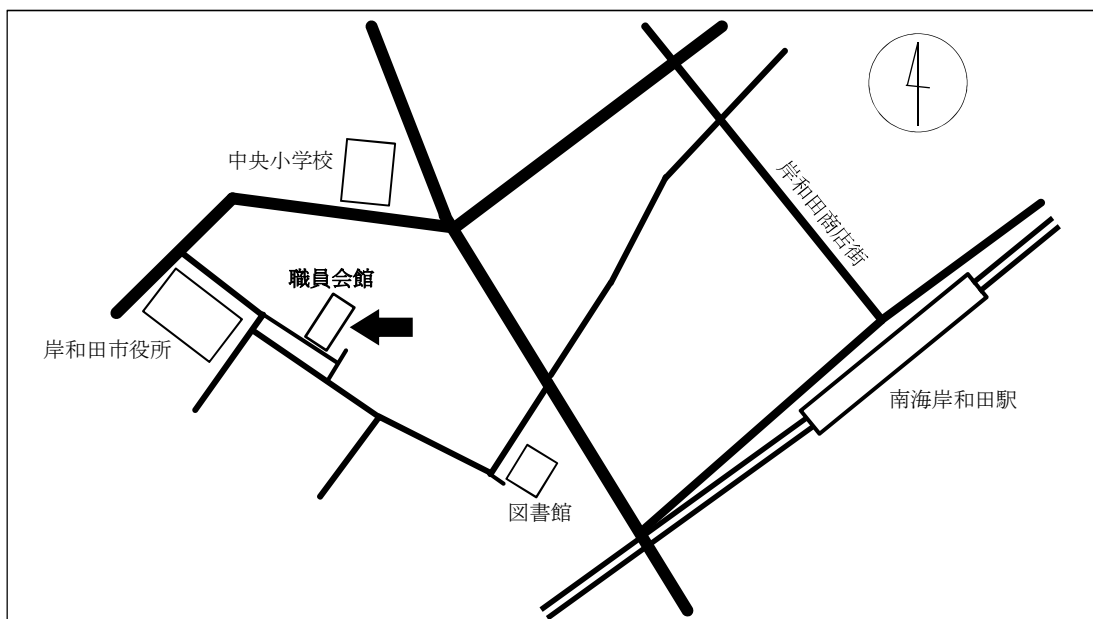 中央小学校
岸和田商店街
職員会館
岸和田市役所
南海岸和田駅
図書館